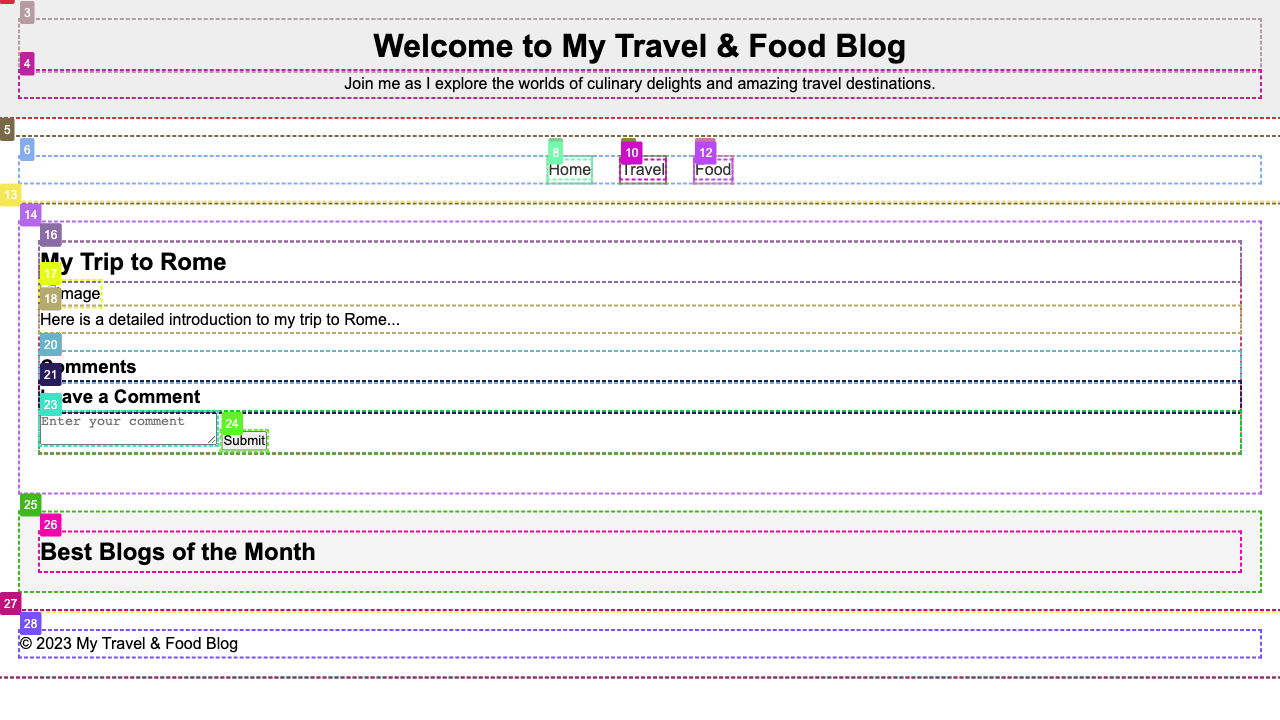 3
Welcome to My Travel & Food Blog
4
Join me as I explore the worlds of culinary delights and amazing travel destinations.
5
6
8
10
12
Home
Travel
Food
13
14
16
My Trip to Rome
17
mage
18
Here is a detailed introduction to my trip to Rome...
20
Comments
21
Leave a Comment
23
Enter your comment
24
Submit
25
26
Best Blogs of the Month
27
28
© 2023 My Travel & Food Blog